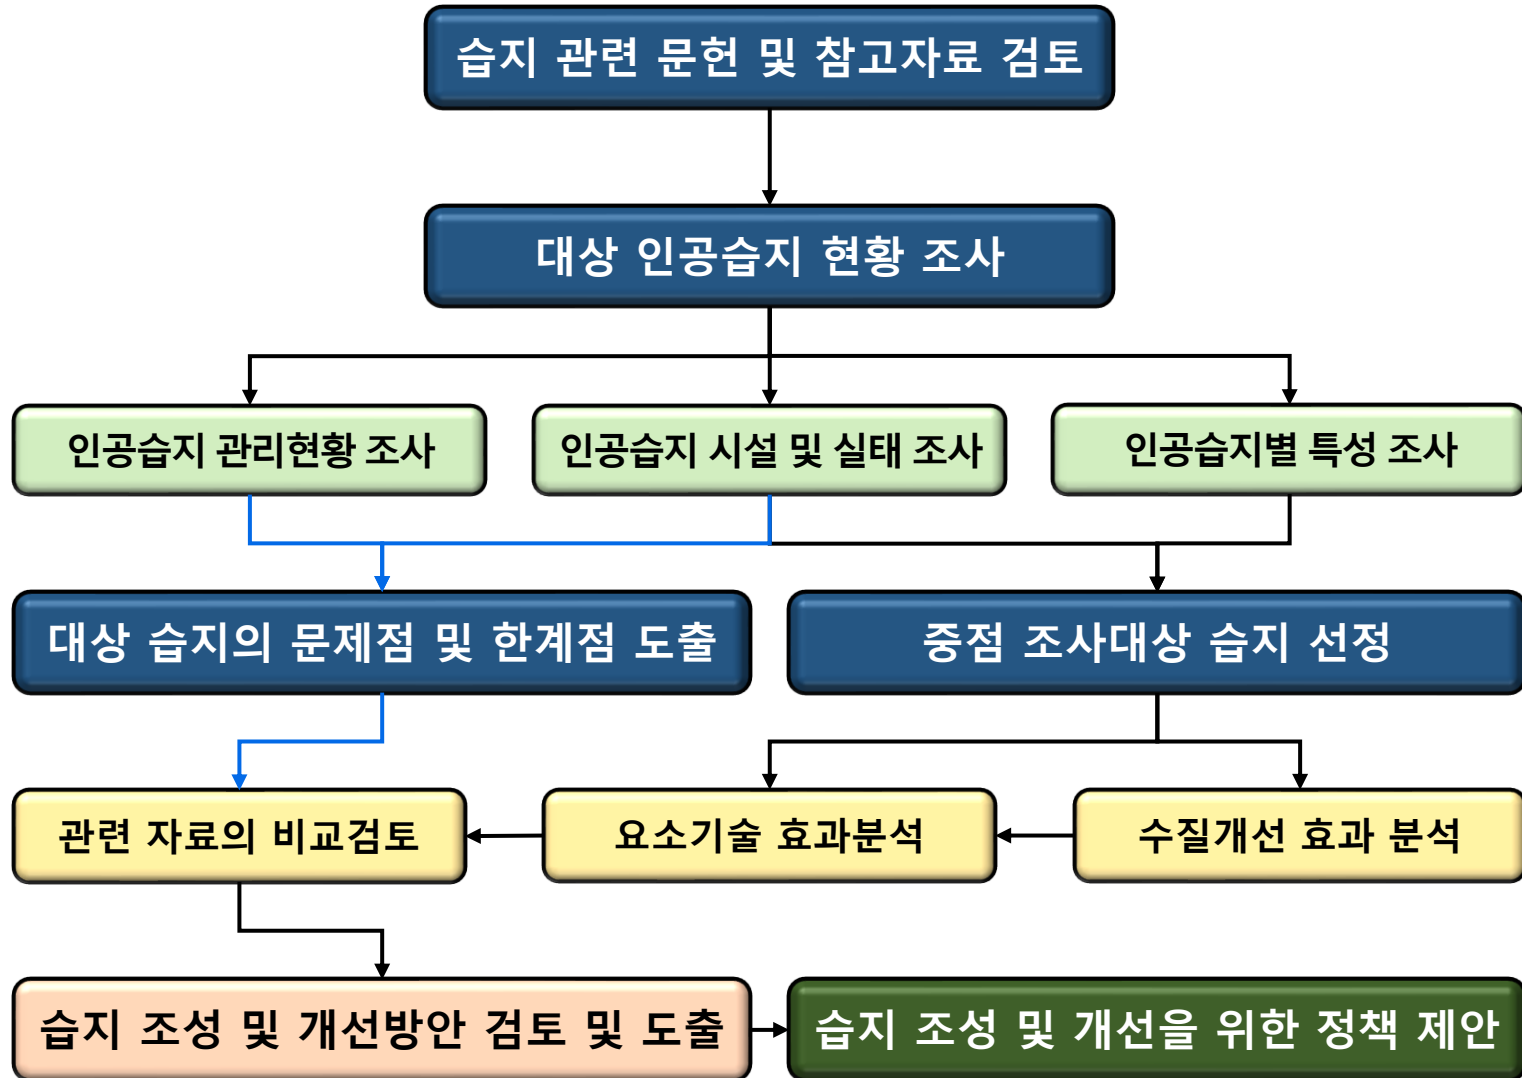 습지 관련 문헌 및 참고자료 검토
대상 인공습지 현황 조사
인공습지 관리현황 조사
인공습지 시설 및 실태 조사
인공습지별 특성 조사
대상 습지의 문제점 및 한계점 도출
중점 조사대상 습지 선정
관련 자료의 비교검토
요소기술 효과분석
수질개선 효과 분석
습지 조성 및 개선방안 검토 및 도출
습지 조성 및 개선을 위한 정책 제안